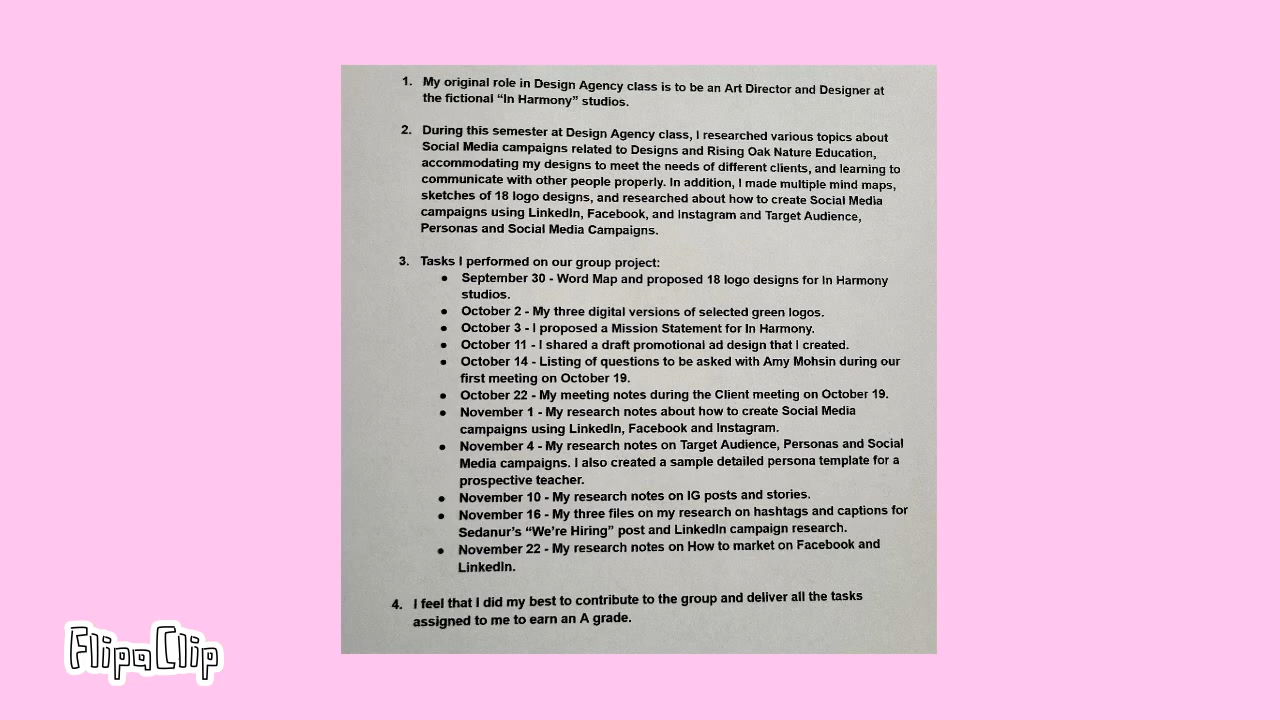 1. My original role in Design Agency class is to be an Art Director and Designer at
the fictional “In Harmony” studios.
2. During this semester at Design Agency class, I researched various topics about
Social Media campaigns related to Designs and Rising Oak Nature Education,
accommodating my designs to meet the needs of different clients, and learning to
communicate with other people properly. In addition, I made multiple mind maps,
sketches of 18 logo designs, and researched about how to create Social Media
campaigns using LinkedIn, Facebook, and Instagram and Target Audience,
Personas and Social Media Campaigns.
3. Tasks I performed on our group project:
● September 30 - Word Map and proposed 18 logo designs for In Harmony
studios.
● October 2 - My three digital versions of selected green logos.
● October 3 - I proposed a Mission Statement for In Harmony.
● October 11 - I shared a draft promotional ad design that I created.
● October 14 - Listing of questions to be asked with Amy Mohsin during our
first meeting on October 19.
● October 22 - My meeting notes during the Client meeting on October 19.
● November 1 - My research notes about how to create Social Media
campaigns using LinkedIn, Facebook and Instagram.
● November 4 - My research notes on Target Audience, Personas and Social
Media campaigns. I also created a sample detailed persona template for a
prospective teacher.
● November 10 - My research notes on IG posts and stories.
● November 16 - My three files on my research on hashtags and captions for
Sedanur’s “We’re Hiring” post and LinkedIn campaign research.
● November 22 - My research notes on How to market on Facebook and
LinkedIn.
4. I feel that I did my best to contribute to the group and deliver all the tasks
assigned to me to earn an A grade.
FlipaClip